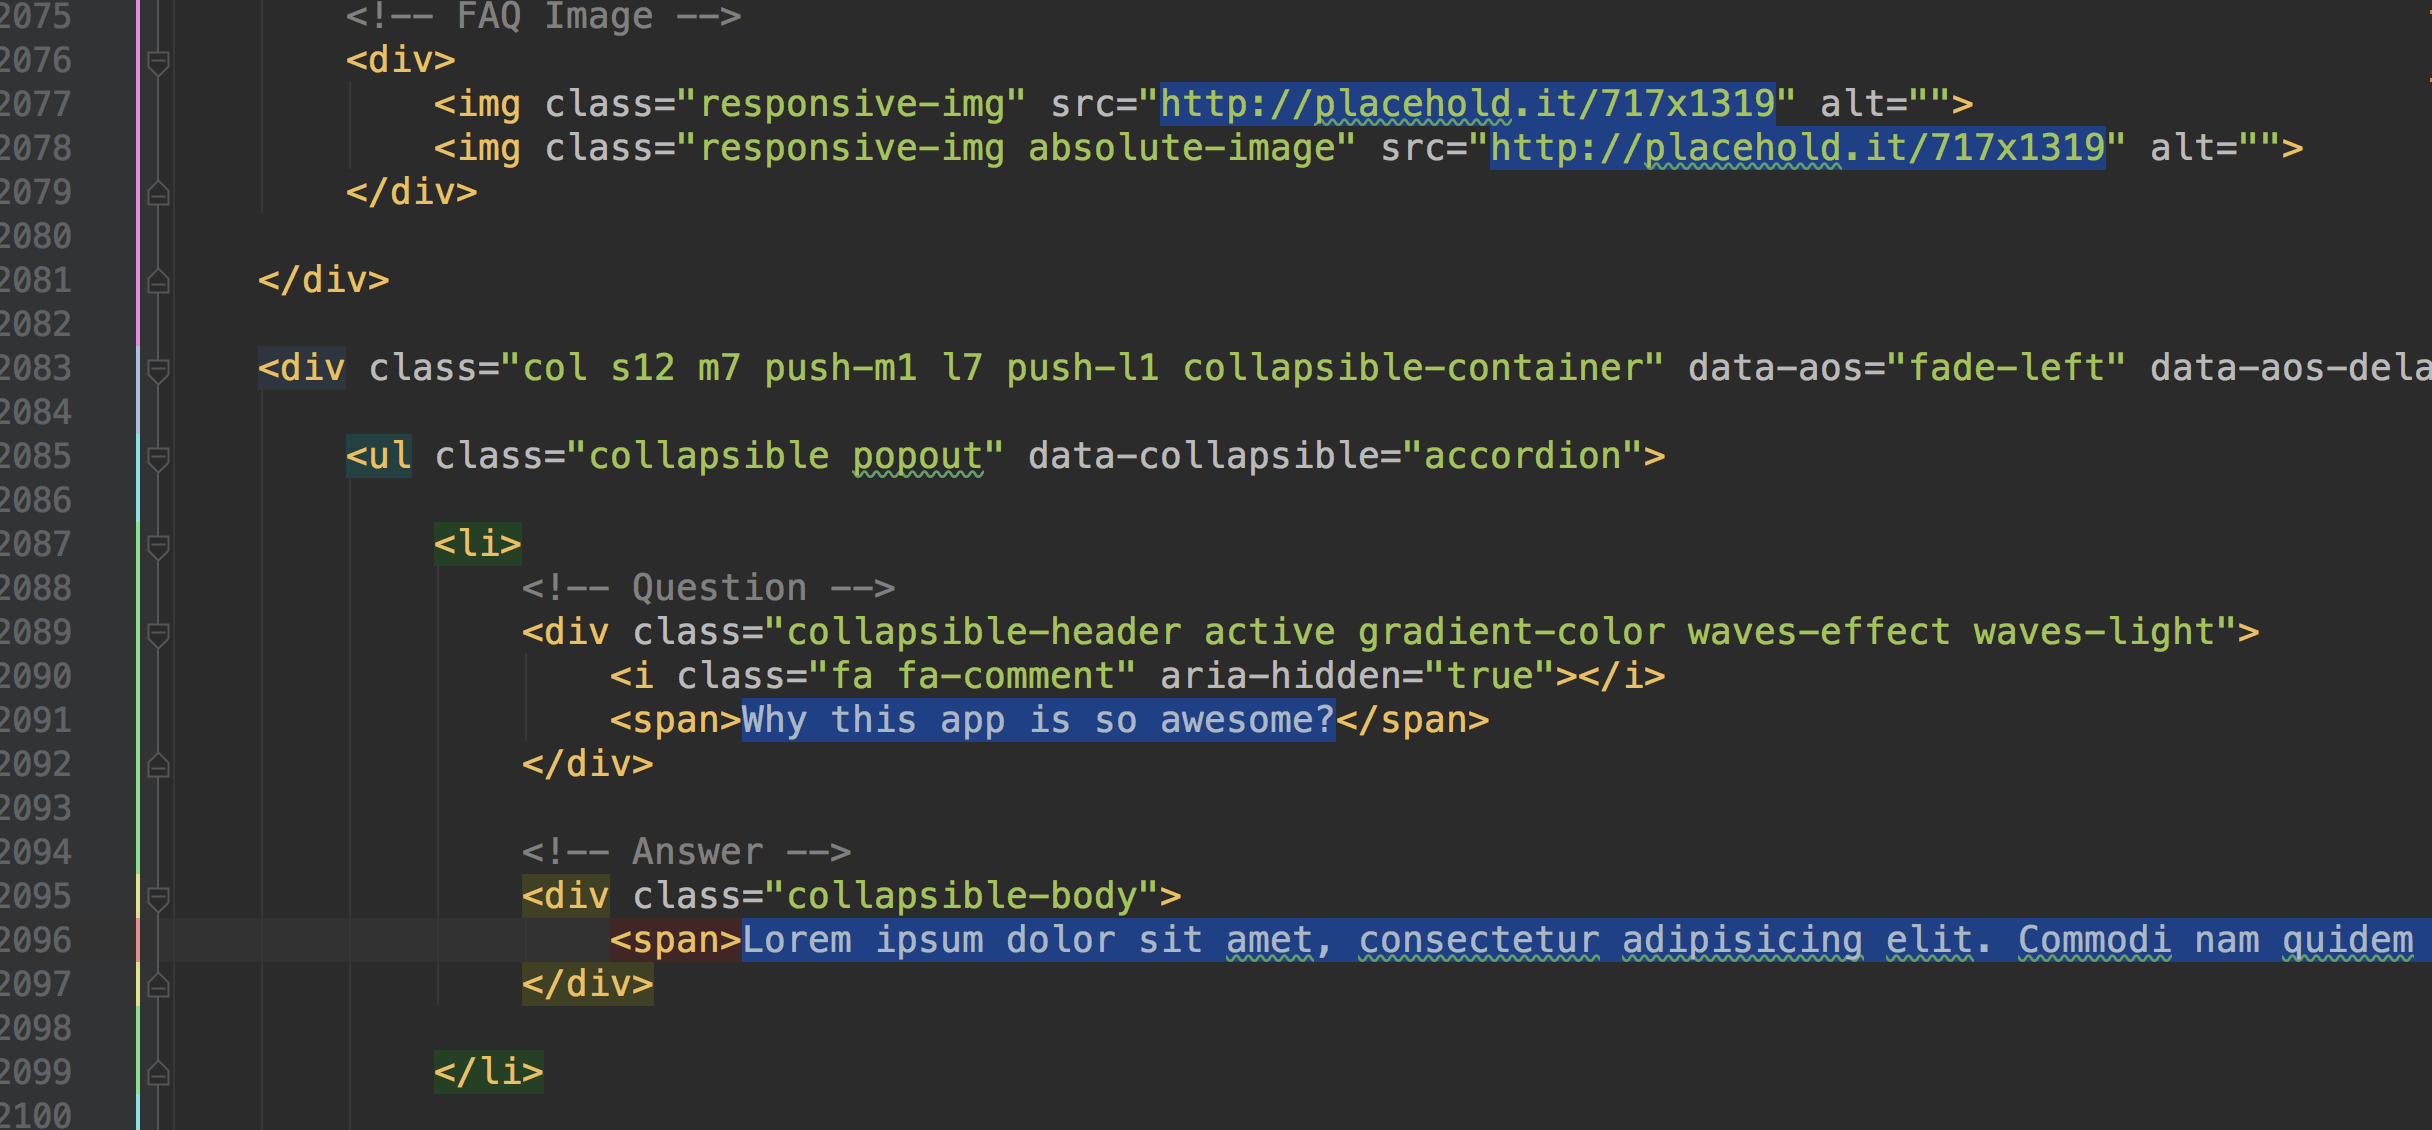 2075 <!-- FAQ Image -->
2076 <div>
2077 <img class="responsive-img" src="http://placehold.it/717x1319" alt="">
2078 <img class="responsive-img absolute-image" src="http://placehold.it/717x1319" alt="">
2079 </div>
2080
2081 </div>
2082
2083 <div class="col s12 m7 push-m1 l7 push-l1 collapsible-container" data-aos="fade-left" data-aos-dela
2084
2085 <ul class="collapsible popout" data-collapsible="accordion">
2086
2087 <li>
2088 <!-- Question -->
2089 <div class="collapsible-header active gradient-color waves-effect waves-light">
2090 <i class="fa fa-comment" aria-hidden="true"></i>
2091 <span>Why this app is so awesome?</span>
2092 </div>
2093
2094 <!-- Answer -->
2095 <div class="collapsible-body">
2096 <span>Lorem ipsum dolor sit amet, consectetur adipisicing elit. Commodi nam quidem
2097 </div>
2098
2099 </li>
2100